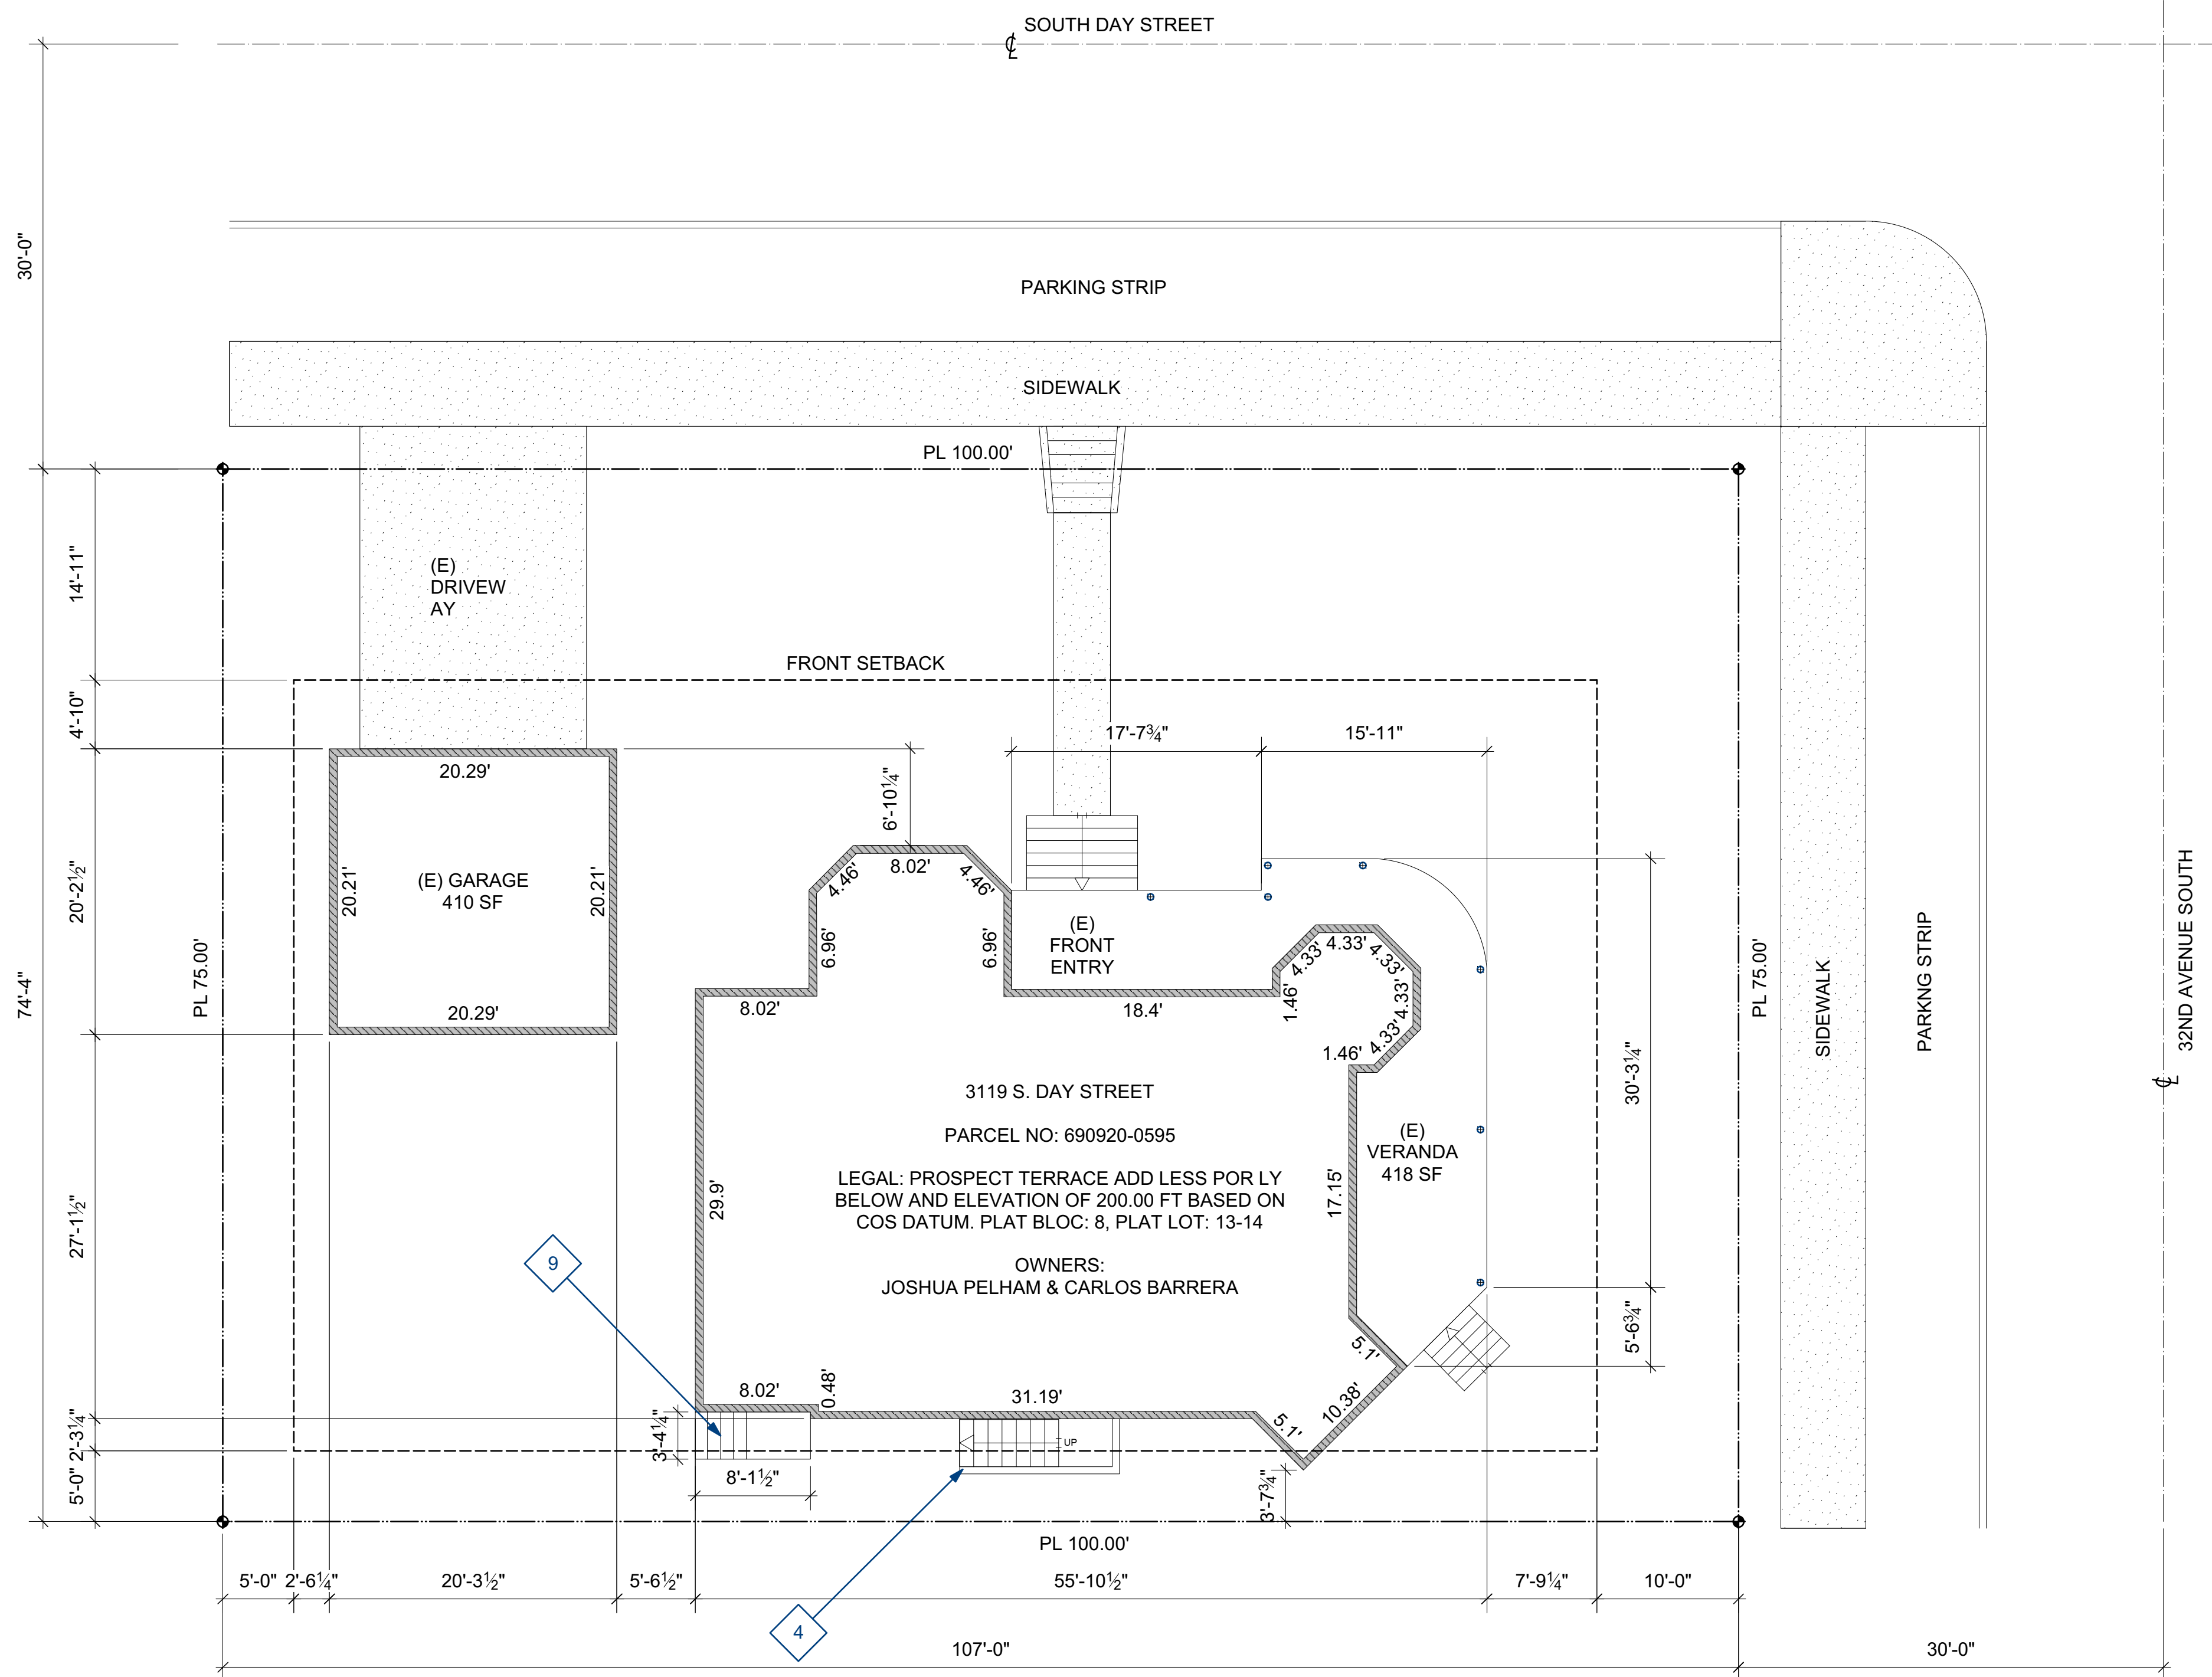 SOUTH DAY STREET
℄
30'-0"
PARKING STRIP
SIDEWALK
PL 100.00'
14'-11"
(E)
DRIVEW
AY
FRONT SETBACK
4'-10"
17'-7¾"
15'-11"
20.29'
6'-10¼"
20'-2½"
20.21'
(E) GARAGE
410 SF
20.21'
4.46'
8.02'
4.46'
6.96'
6.96'
(E)
FRONT
ENTRY
4.33'
4.33'
4.33'
4.33'
4.33'
1.46'
1.46'
74'-4"
PL 75.00'
20.29'
8.02'
18.4'
PL 75.00'
SIDEWALK
PARKNG STRIP
32ND AVENUE SOUTH
℄
30'-3¼"
3119 S. DAY STREET
PARCEL NO: 690920-0595
LEGAL: PROSPECT TERRACE ADD LESS POR LY
BELOW AND ELEVATION OF 200.00 FT BASED ON
COS DATUM. PLAT BLOC: 8, PLAT LOT: 13-14
OWNERS:
JOSHUA PELHAM & CARLOS BARRERA
(E)
VERANDA
418 SF
29.9'
17.15'
27'-1½"
9
5'-6¾"
5.1'
8.02'
0.48'
31.19'
10.38'
5.1'
2'-3¼"
3'-4¼"
UP
5'-0"
8'-1½"
3'-7¾"
PL 100.00'
5'-0"
2'-6¼"
20'-3½"
5'-6½"
55'-10½"
7'-9¼"
10'-0"
4
107'-0"
30'-0"